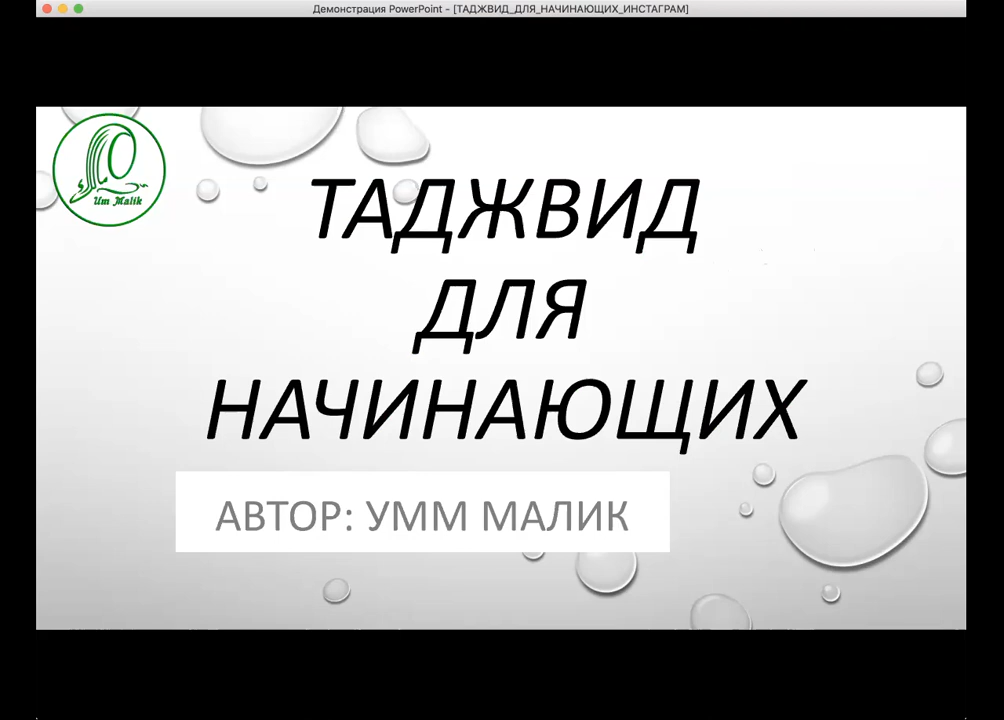 Демонстрация PowerPoint - [ТАДЖВИД_ДЛЯ_НАЧИНАЮЩИХ_ИНСТАГРАМ]
Um Malik
ТАДЖВИД
ДЛЯ
НАЧИНАЮЩИХ
АВТОР: УММ МАЛИК